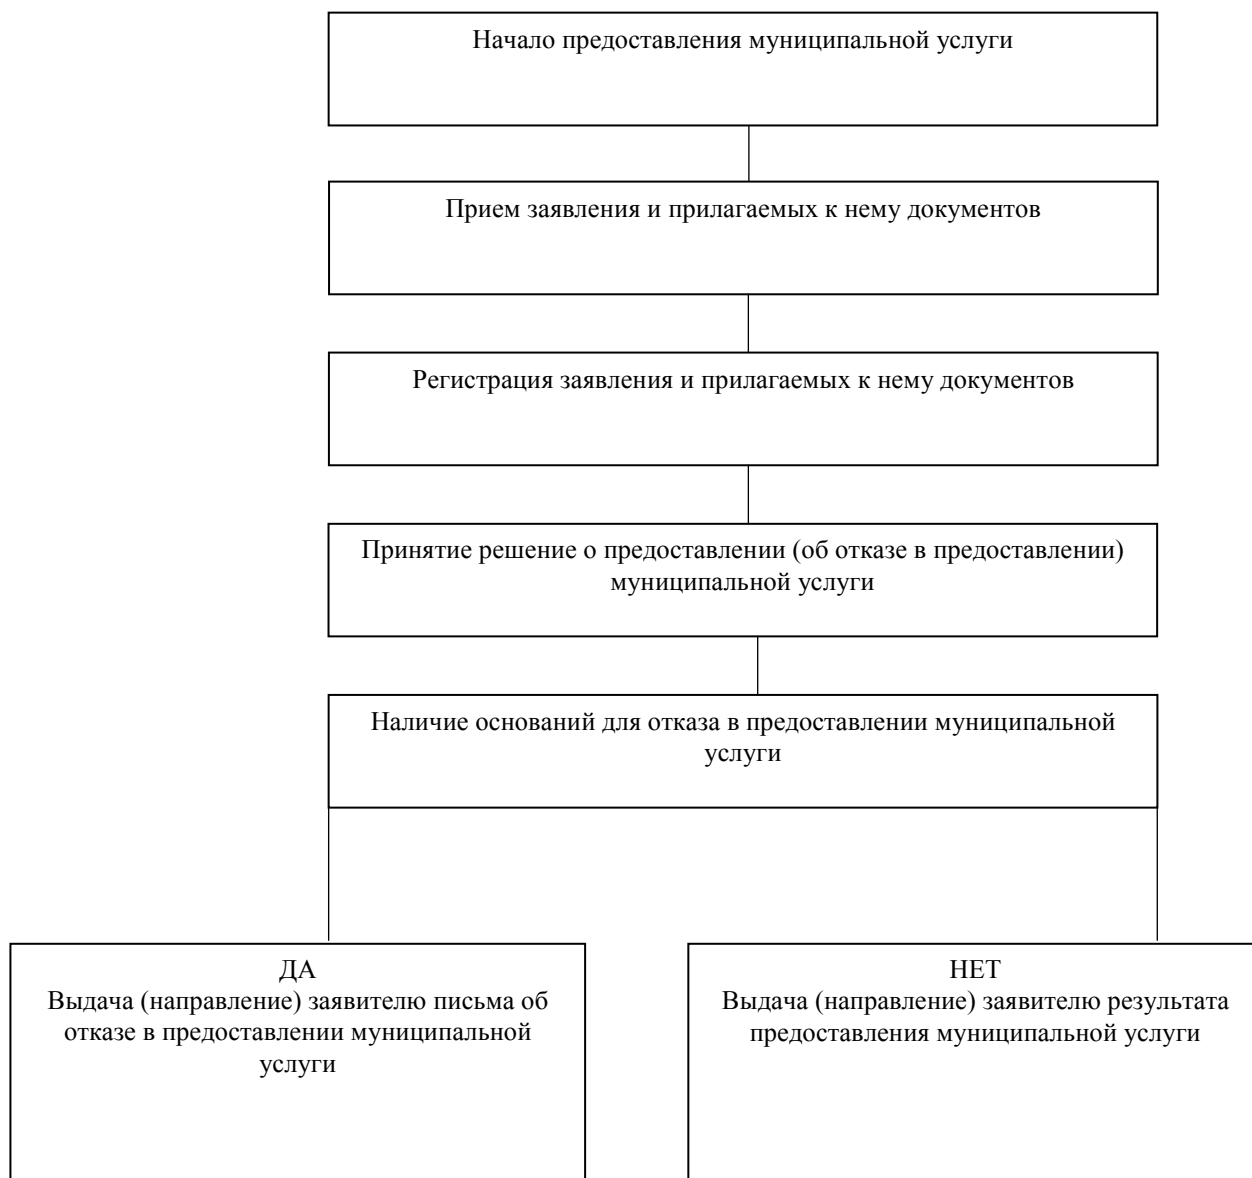 Начало предоставления муниципальной услуги
Прием заявления и прилагаемых к нему документов
Регистрация заявления и прилагаемых к нему документов
Принятие решение о предоставлении (об отказе в предоставлении)
муниципальной услуги
Наличие оснований для отказа в предоставлении муниципальной
услуги
ДА
Выдача (направление) заявителю письма об
отказе в предоставлении муниципальной
услуги
НЕТ
Выдача (направление) заявителю результата
предоставления муниципальной услуги